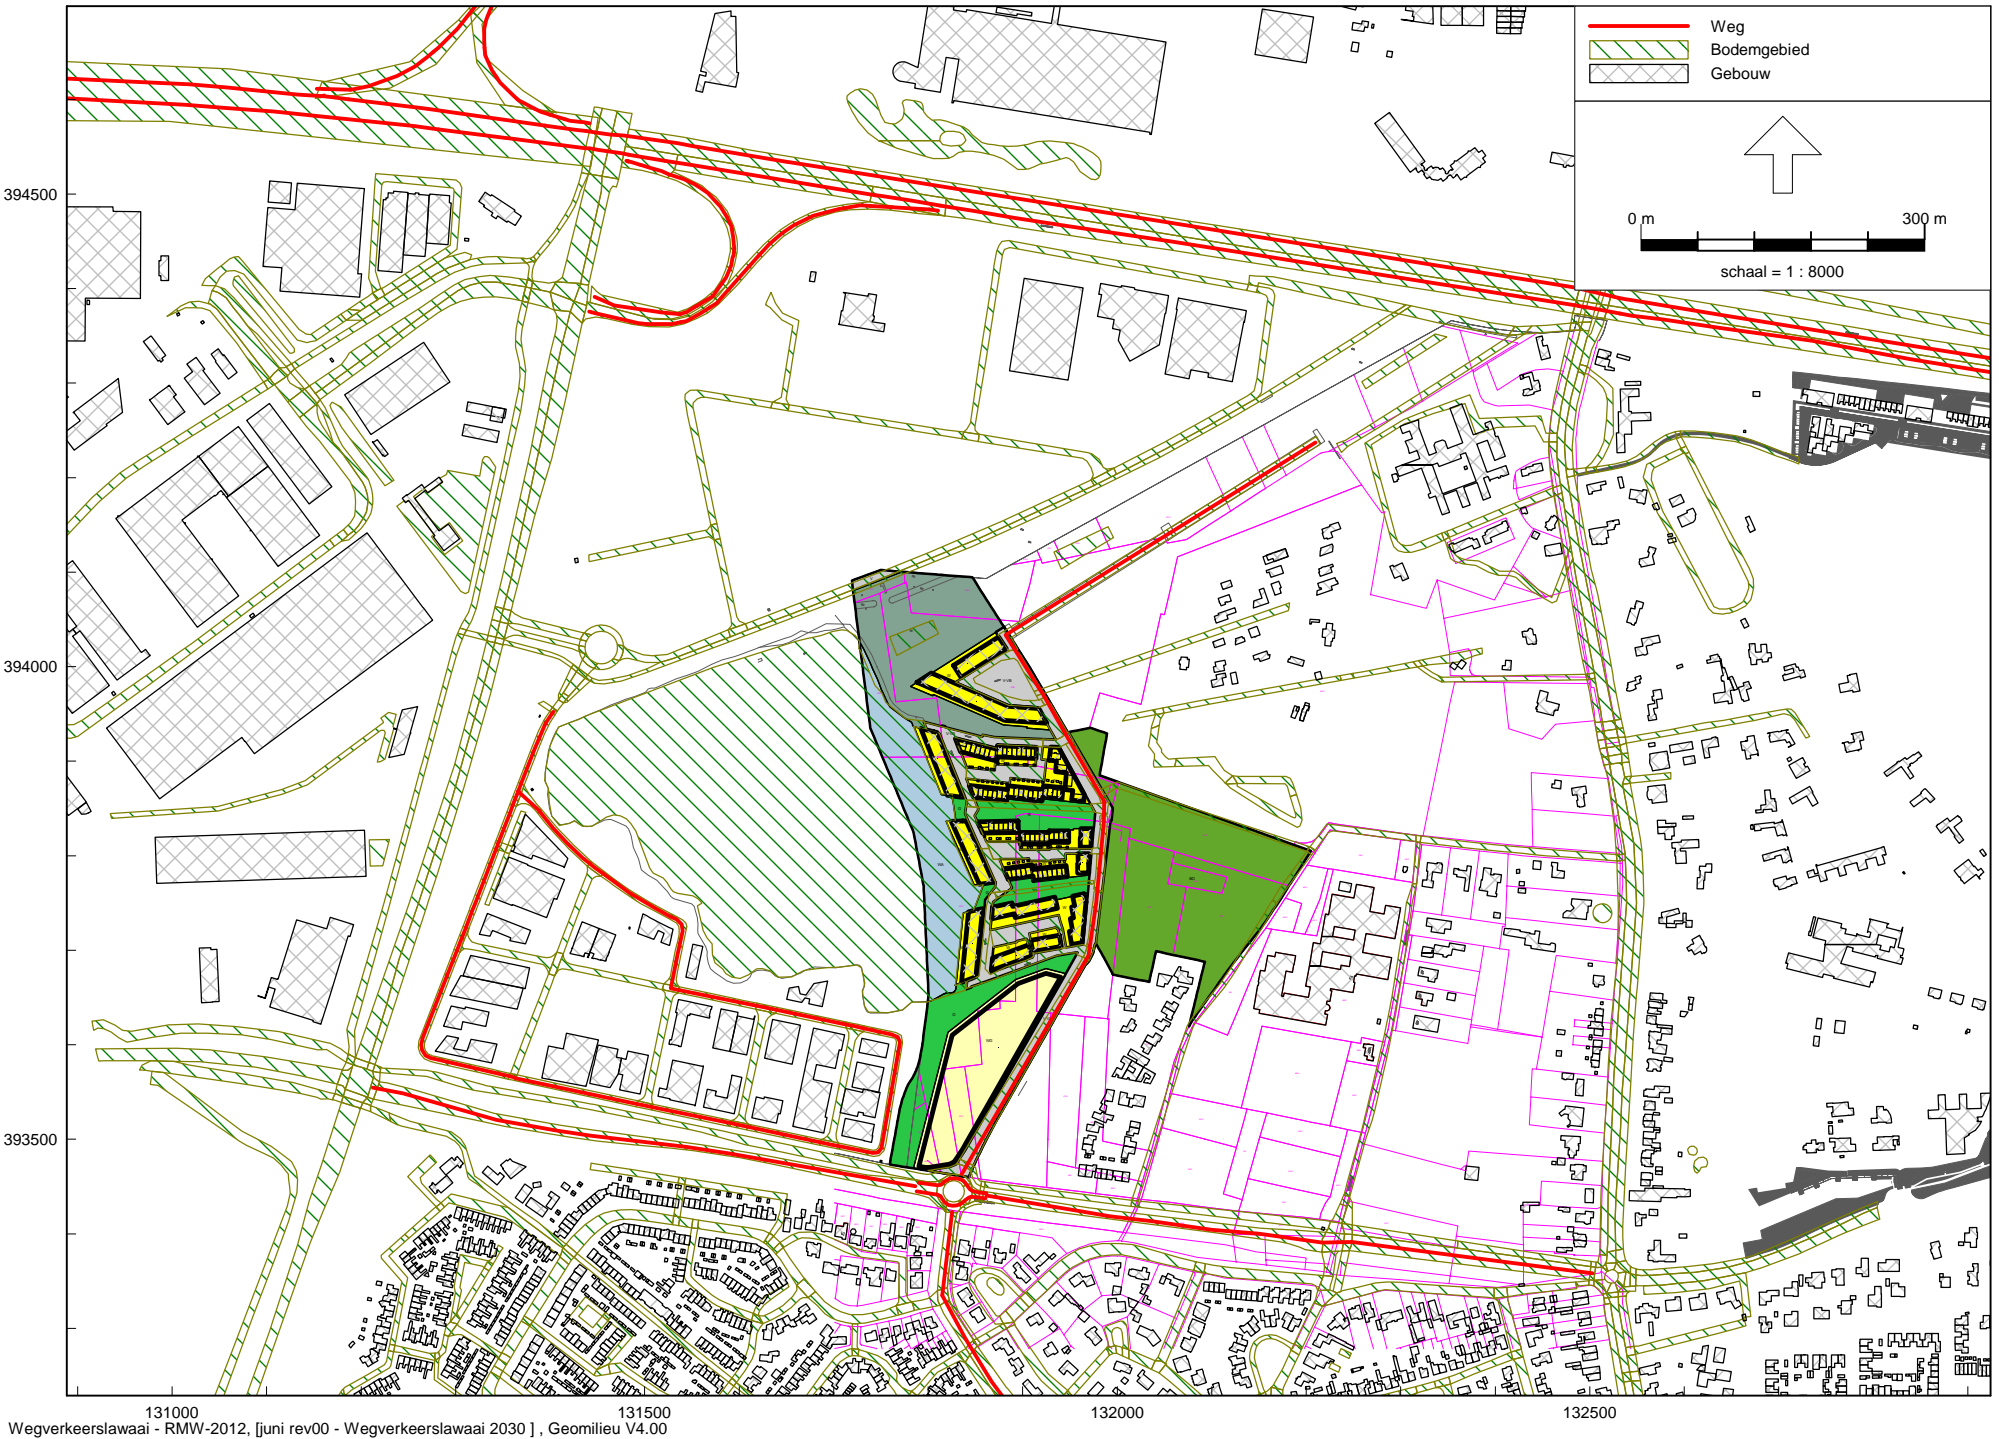 Weg
Bodemgebied
Gebouw
0 m 300 m
schaal = 1 : 8000
394500
394000
393500
131000 131500 132000 132500
Wegverkeerslawaai - RMW-2012, [juni rev00 - Wegverkeerslawaai 2030 ] , Geomilieu V4.00